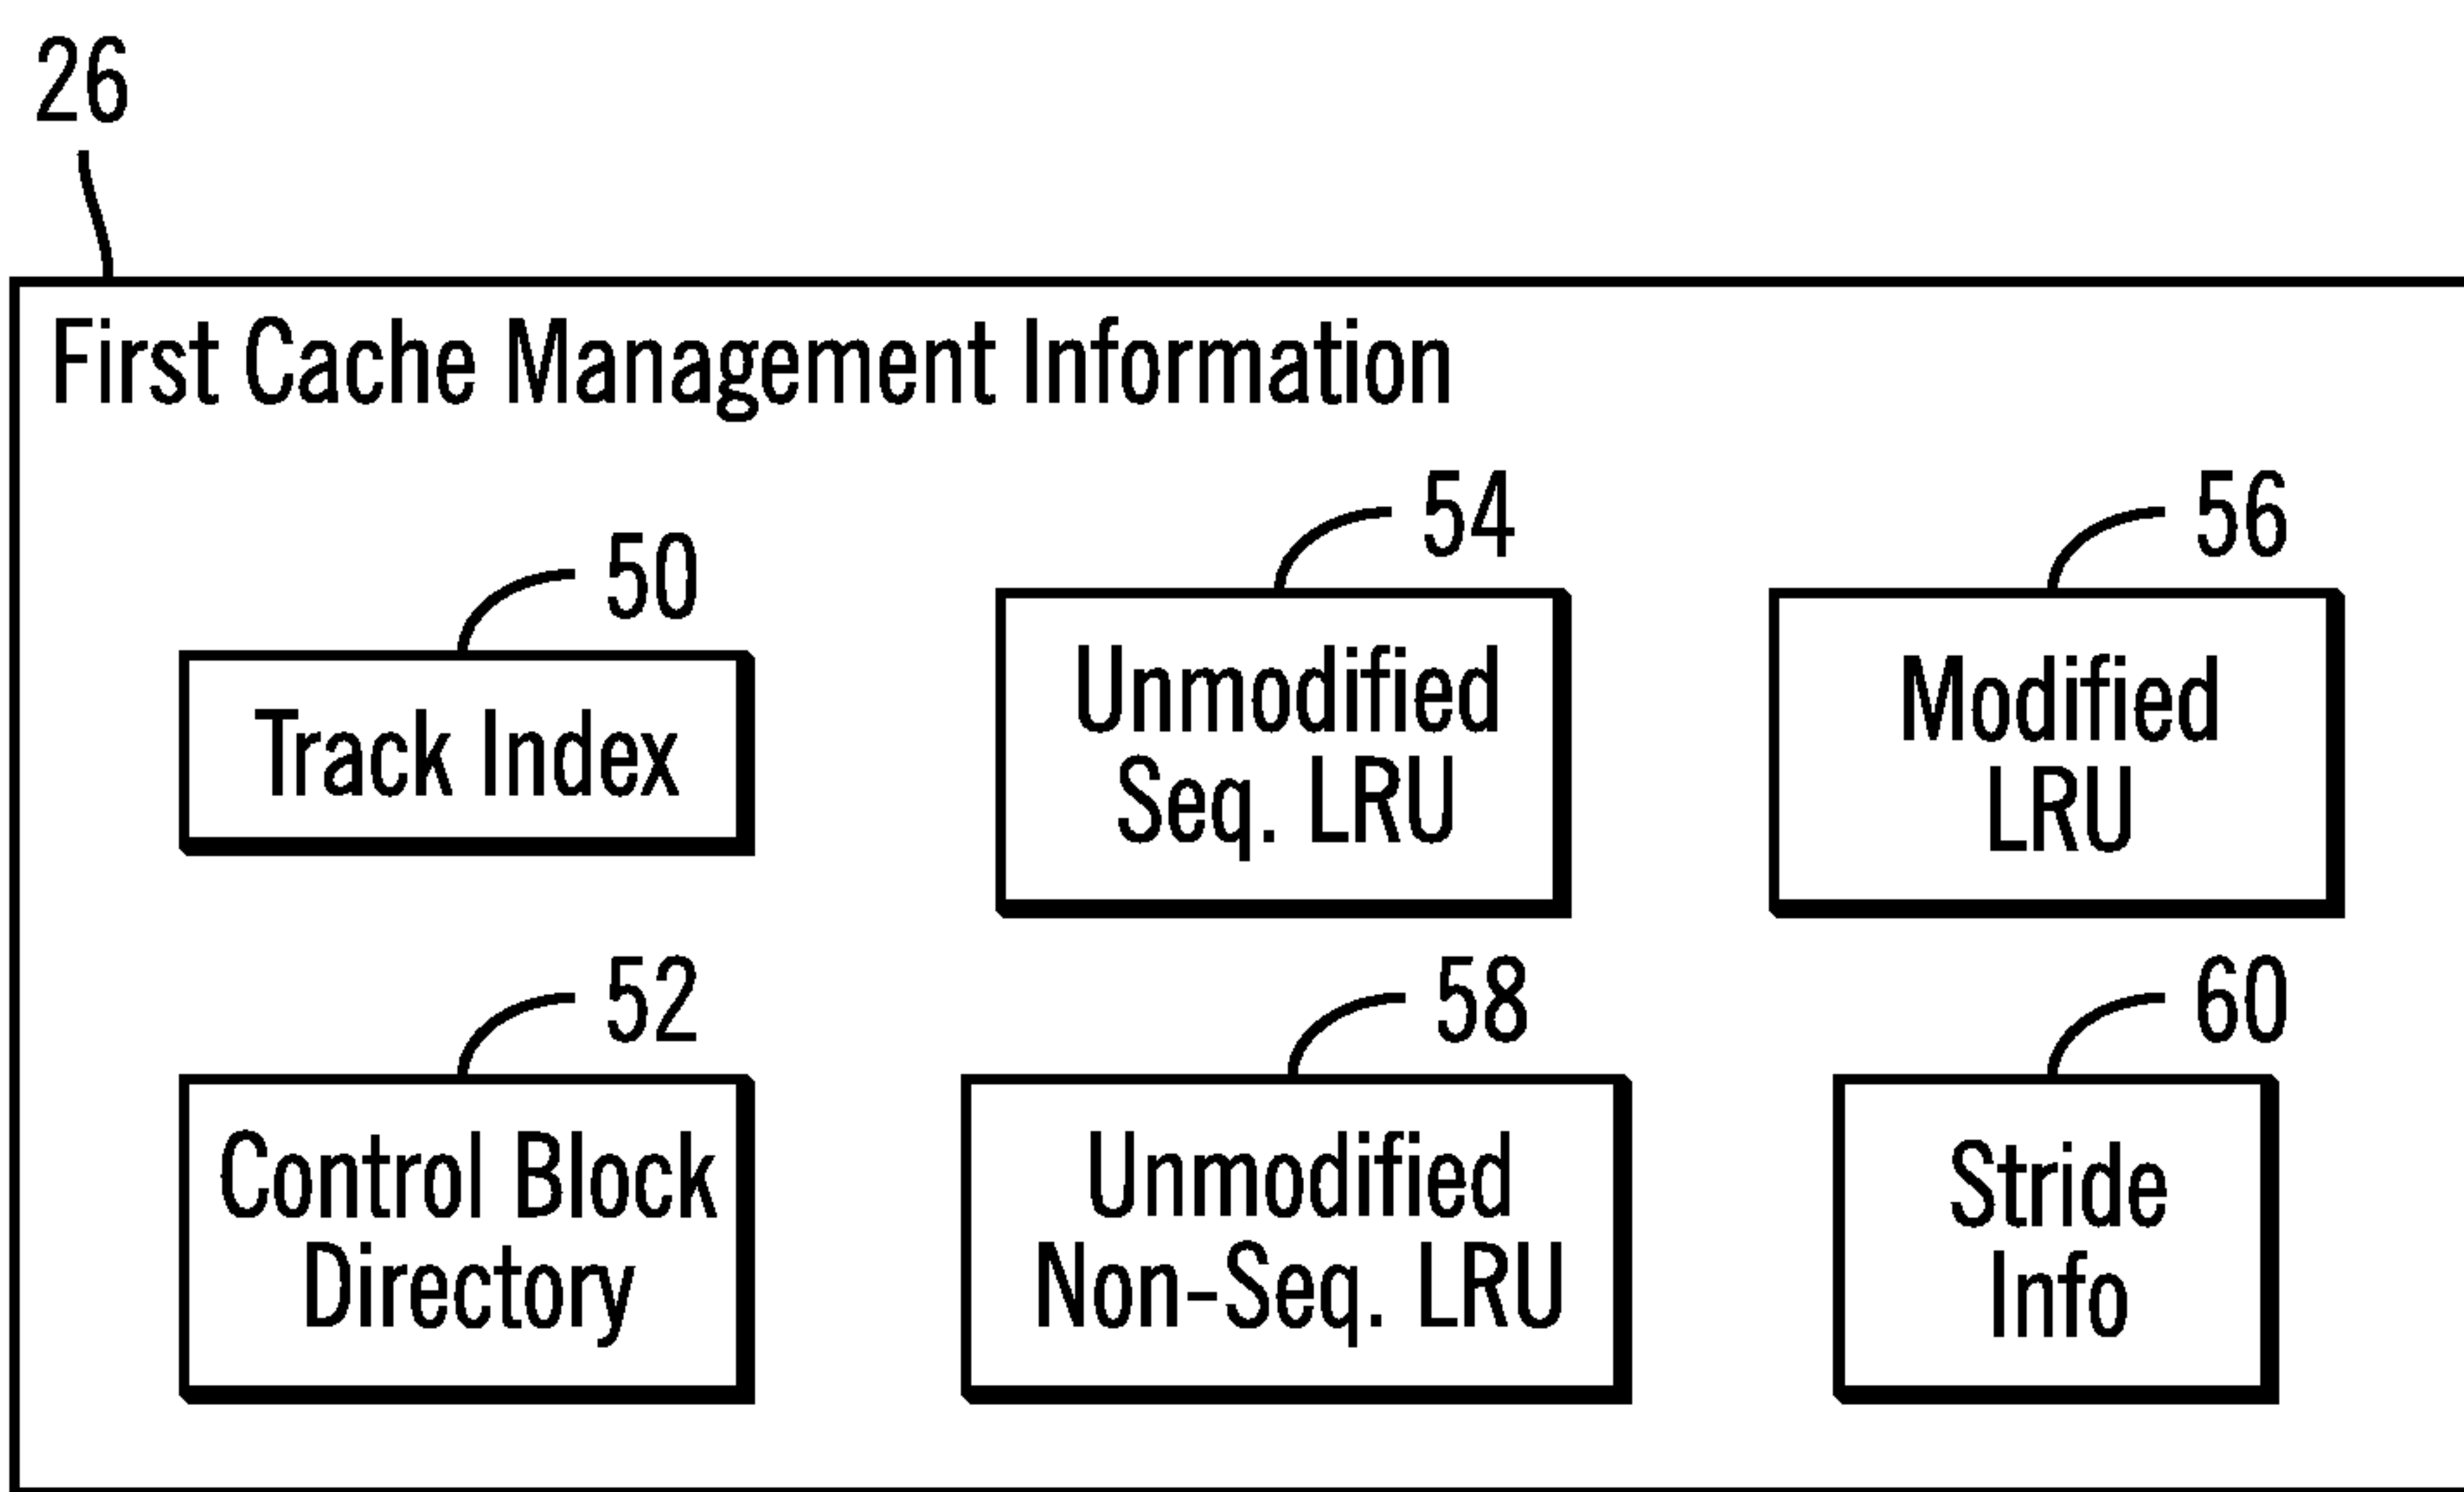 26
First Cache Management Information
50
Track Index
54
Unmodified
Seq. LRU
56
Modified
LRU
52
Control Block
Directory
58
Unmodified
Non-Seq. LRU
60
Stride
Info